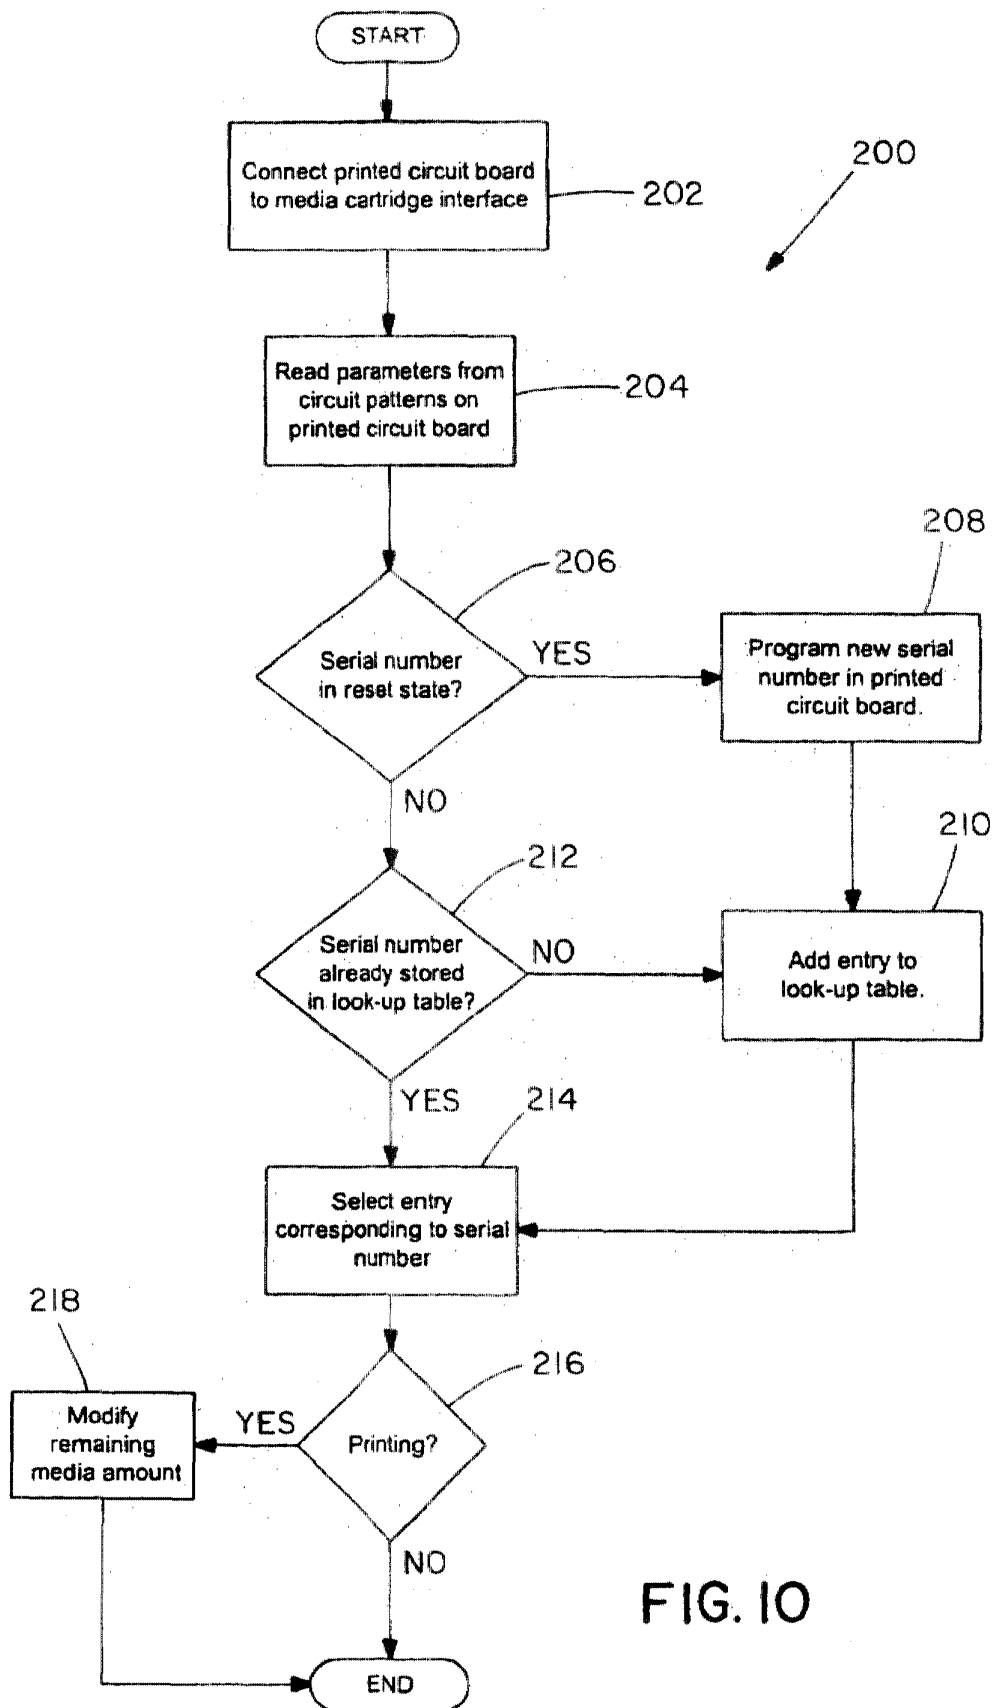 START
Connect printed circuit board
to media cartridge interface
200
202
Read parameters from
circuit patterns on
printed circuit board
204
206
208
Serial number
in reset state?
YES
Program new serial
number in printed
circuit board.
NO
210
212
Serial number
already stored
in look-up table?
NO
Add entry to
look-up table.
YES
214
Select entry
corresponding to serial
number
218
216
Modify
remaining
media amount
YES
Printing?
NO
FIG. 10
END